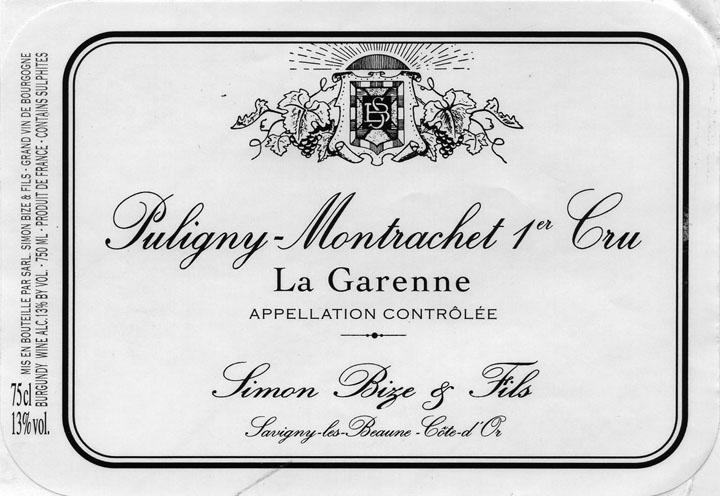 Puligny-Montrachet 1er Cru
La Garenne
APPELLATION CONTRÔLÉE
Simon Bize & Fils
Savigny-les-Beaune - Côte-d'Or
MIS EN BOUTEILLE PAR SARL. SIMON BIZE & FILS - GRAND VIN DE BOURGOGNE
BURGUNDY WINE ALC. 13% BY VOL. - 750 ML - PRODUIT DE FRANCE - CONTAINS SULPHITES
75 cl
13% vol.